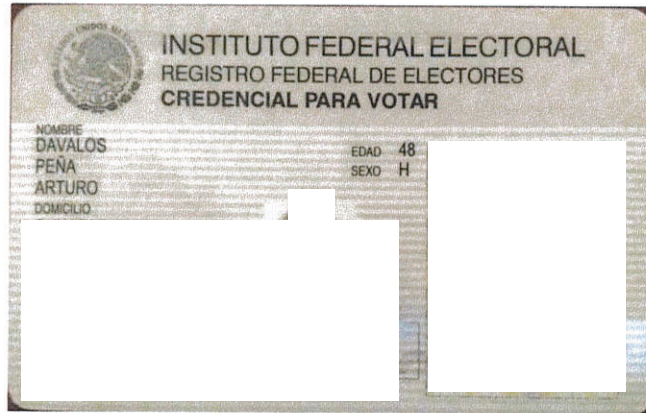 INSTITUTO FEDERAL ELECTORAL
REGISTRO FEDERAL DE ELECTORES
CREDENCIAL PARA VOTAR
NOMBRE
DAVALOS
PEÑA
ARTURO
EDAD 48
SEXO H
DOMICILIO